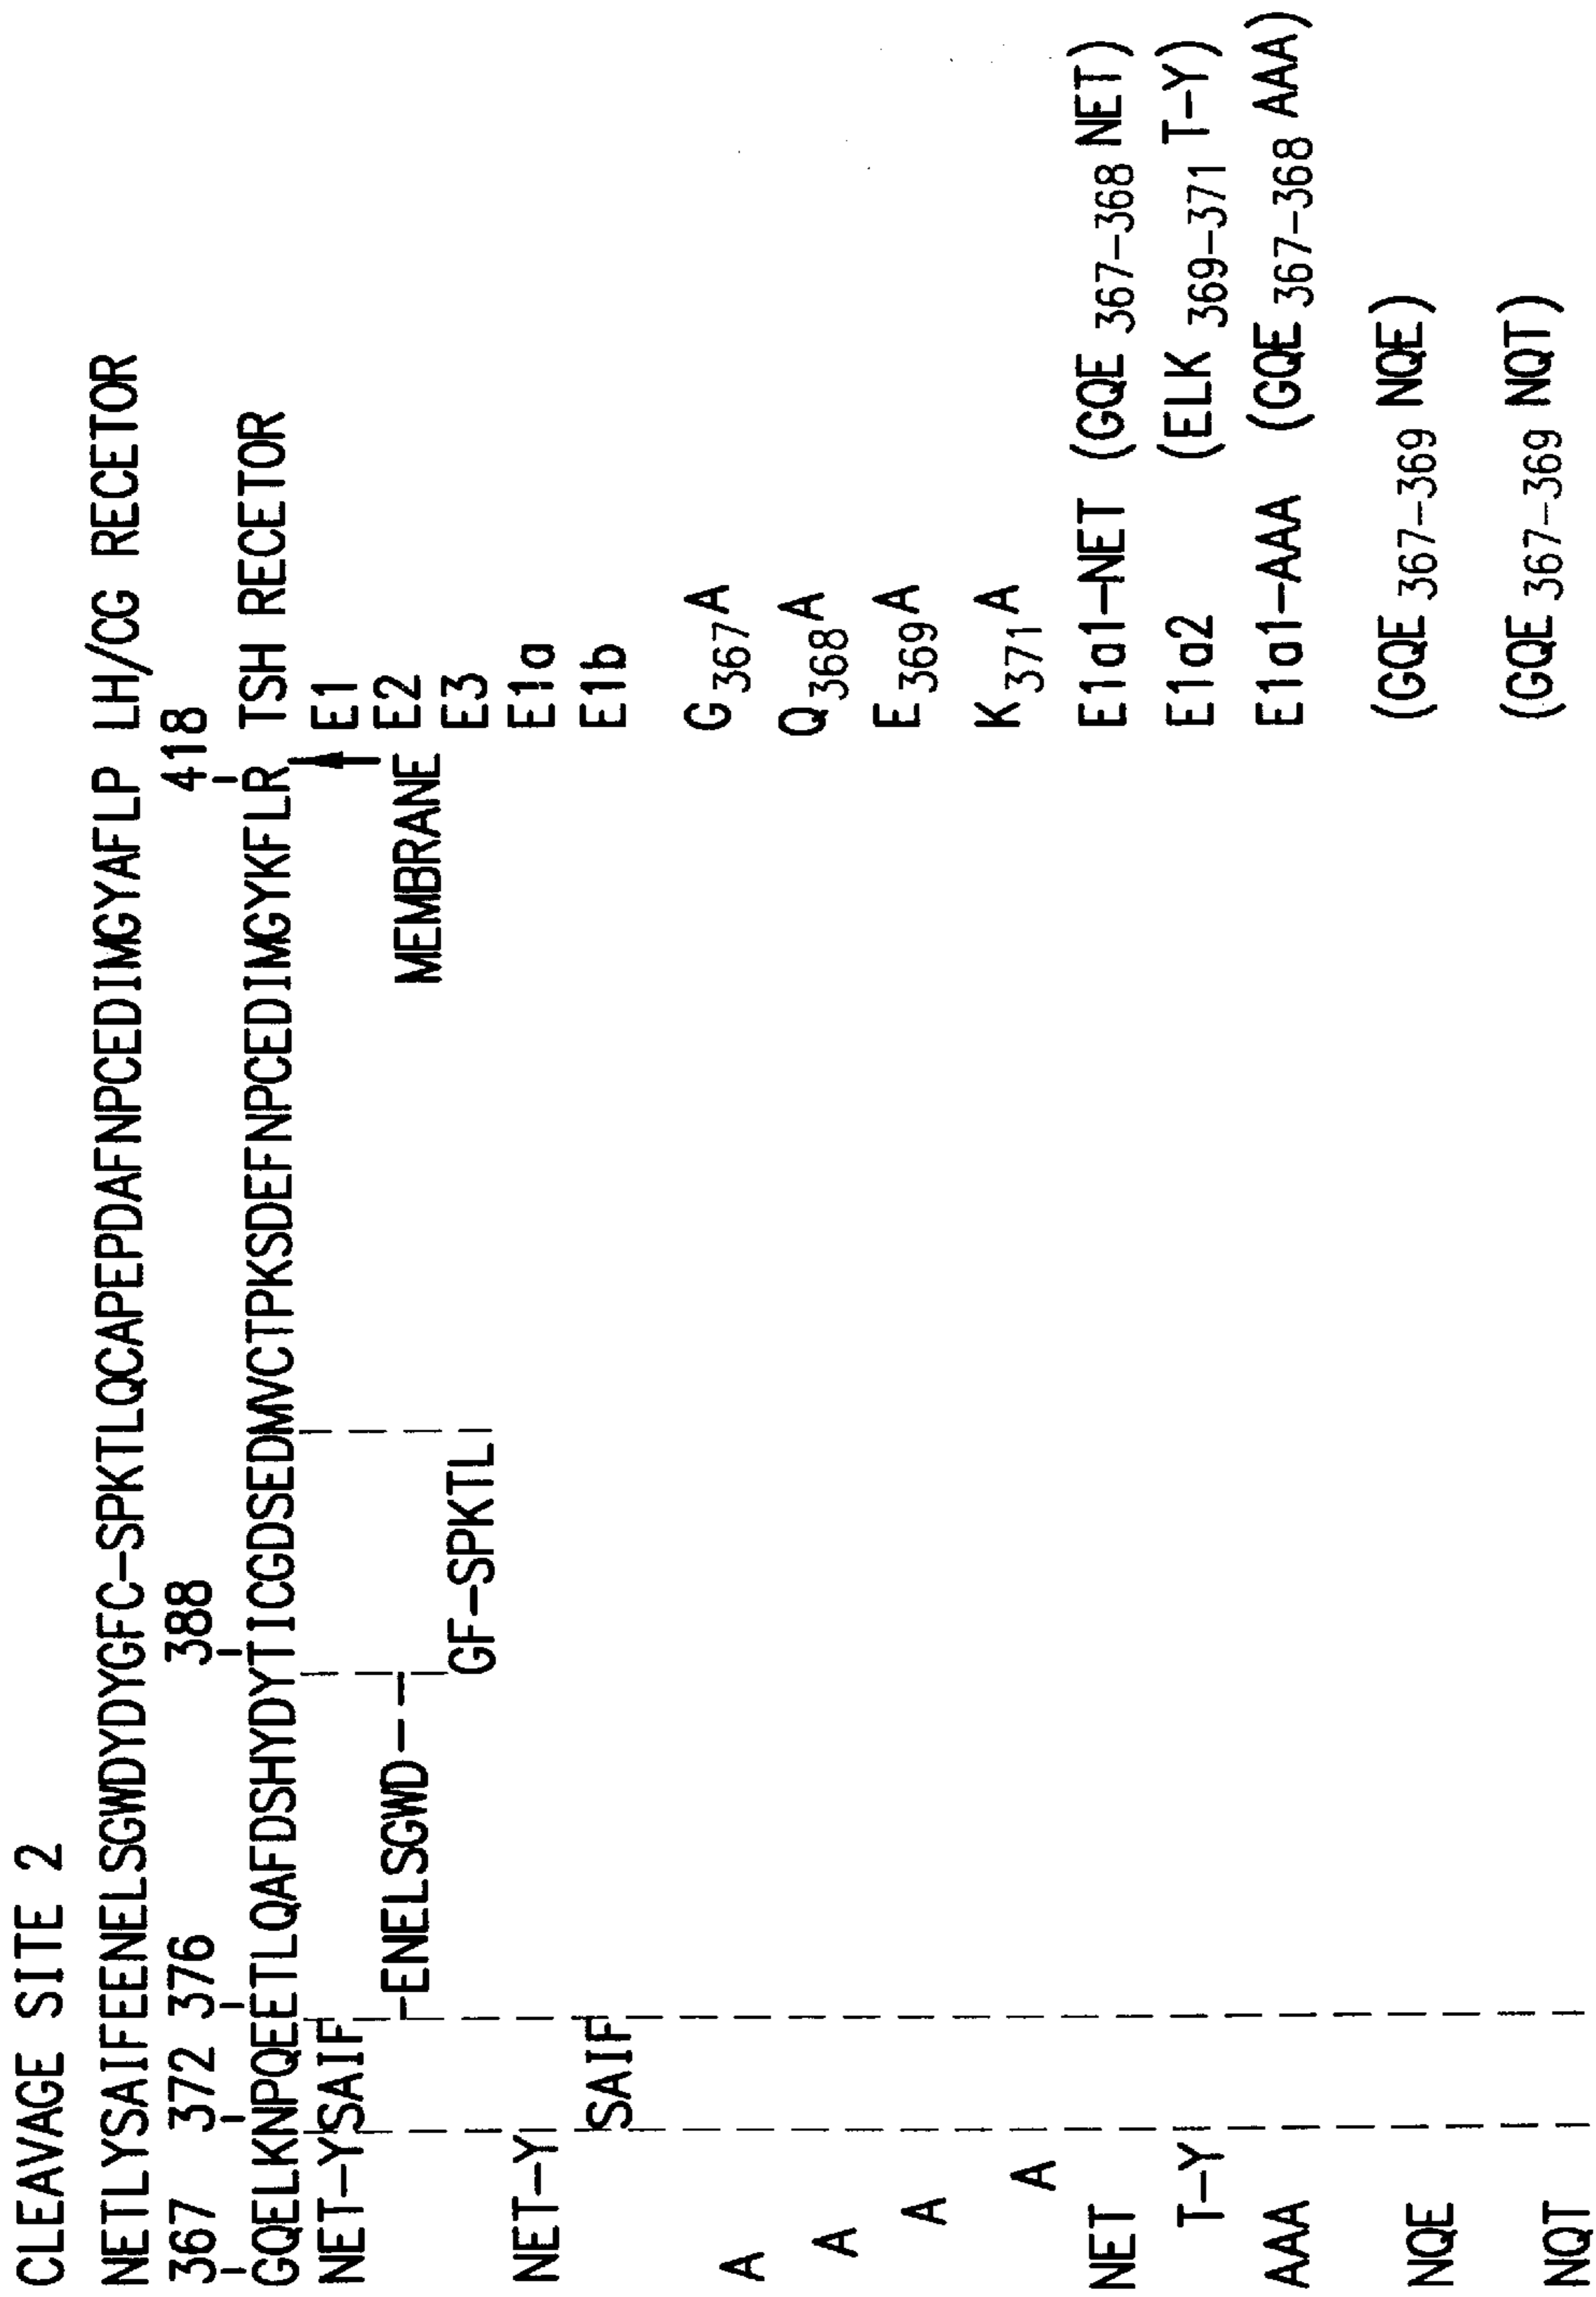 CLEAVAGE SITE 2
NETLYSAIFEENELSGWDYDYGFC-SPKTLQCAPEPDAFNPCEDIMGYAFLP LH/CG RECETOR
367 372 376 388 418
GQELKNPQEETLQAFDSHYDYTICGDSEDMVCTPKSDEFNPCEDIMGYKFLR TSH RECETOR
NET-YSAIF E1
ENELSGWD-- E2
MEMBRANE
GF-SPKTL E3
NET-Y E1a
SAIF E1b
A G367A
A Q368A
A E369A
A K371A
NET E1a1-NET (GQE 367-368 NET)
T-Y E1a2 (ELK 369-371 T-Y)
AAA E1a1-AAA (GQE 367-368 AAA)
NQE (GQE 367-369 NQE)
NQT (GQE 367-369 NQT)